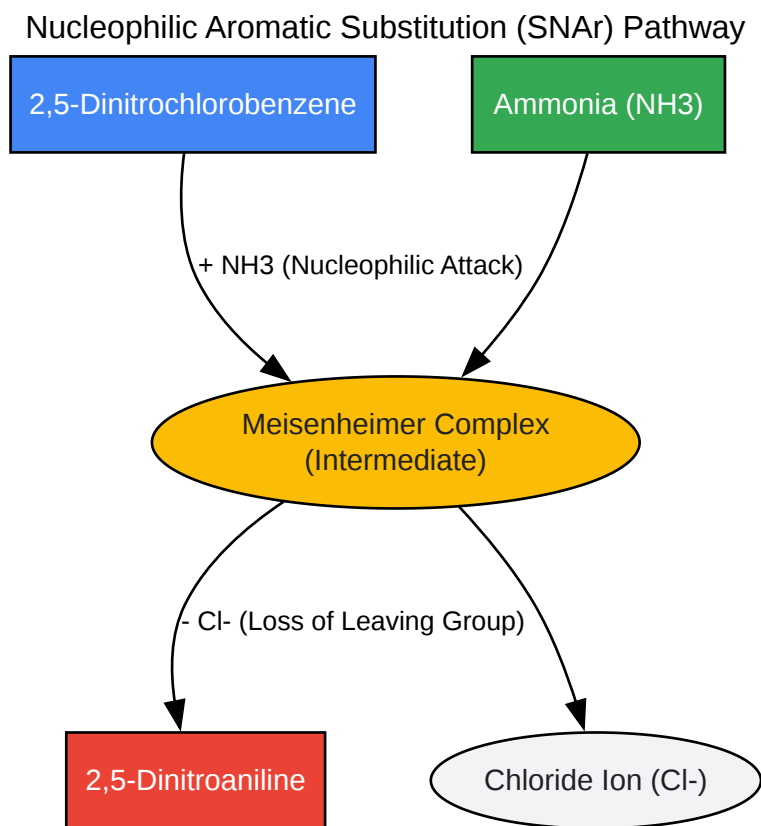 Nucleophilic Aromatic Substitution (SNAr) Pathway
2,5-Dinitrochlorobenzene
Ammonia (NH3)
+ NH3 (Nucleophilic Attack)
Meisenheimer Complex
(Intermediate)
- Cl- (Loss of Leaving Group)
2,5-Dinitroaniline
Chloride Ion (Cl-)